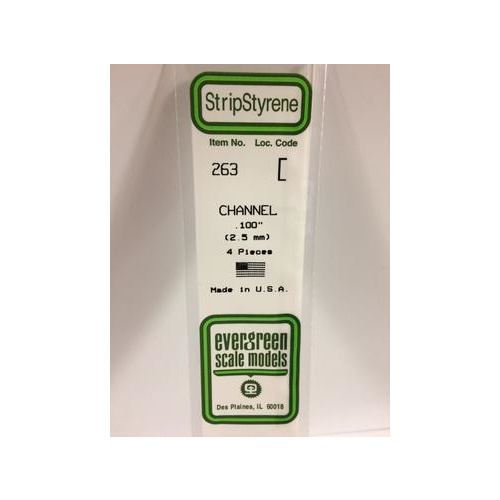 StripStyrene
Item No. Loc. Code
263 [
CHANNEL
.100"
(2.5 mm)
4 Pieces
Made in U.S.A.
evergreen
scale models
Des Plaines, IL 60018